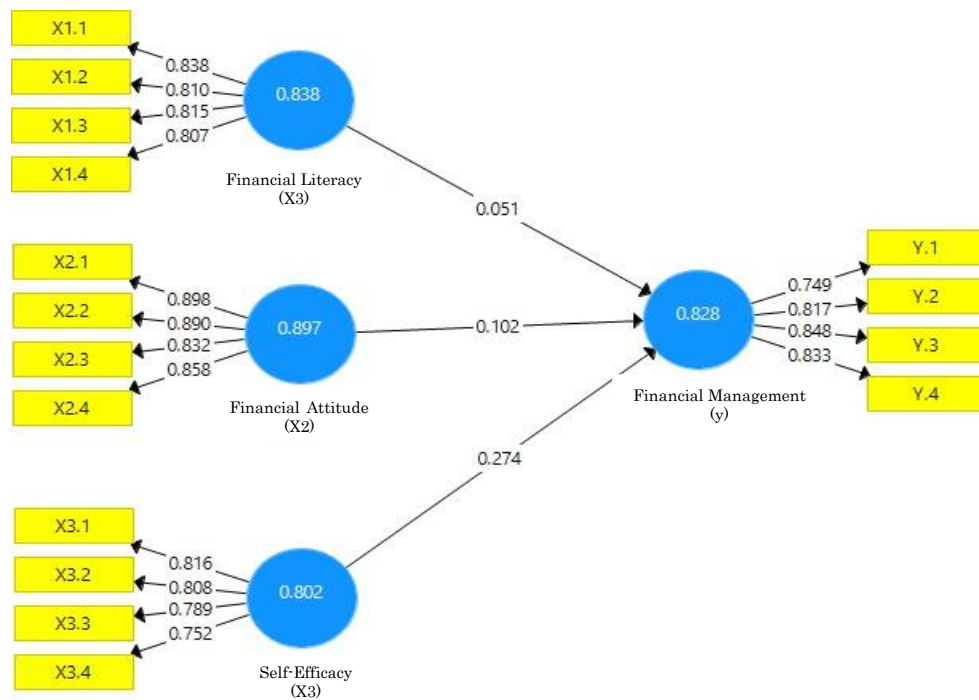 X1.1
X1.2
X1.3
X1.4
0.838
0.810
0.815
0.807
0.838
Financial Literacy
(X3)
0.051
X2.1
X2.2
X2.3
X2.4
0.898
0.890
0.832
0.858
0.897
Financial Attitude
(X2)
0.102
X3.1
X3.2
X3.3
X3.4
0.816
0.808
0.789
0.752
0.802
Self-Efficacy
(X3)
0.274
0.828
Financial Management
(y)
0.749
0.817
0.848
0.833
Y.1
Y.2
Y.3
Y.4